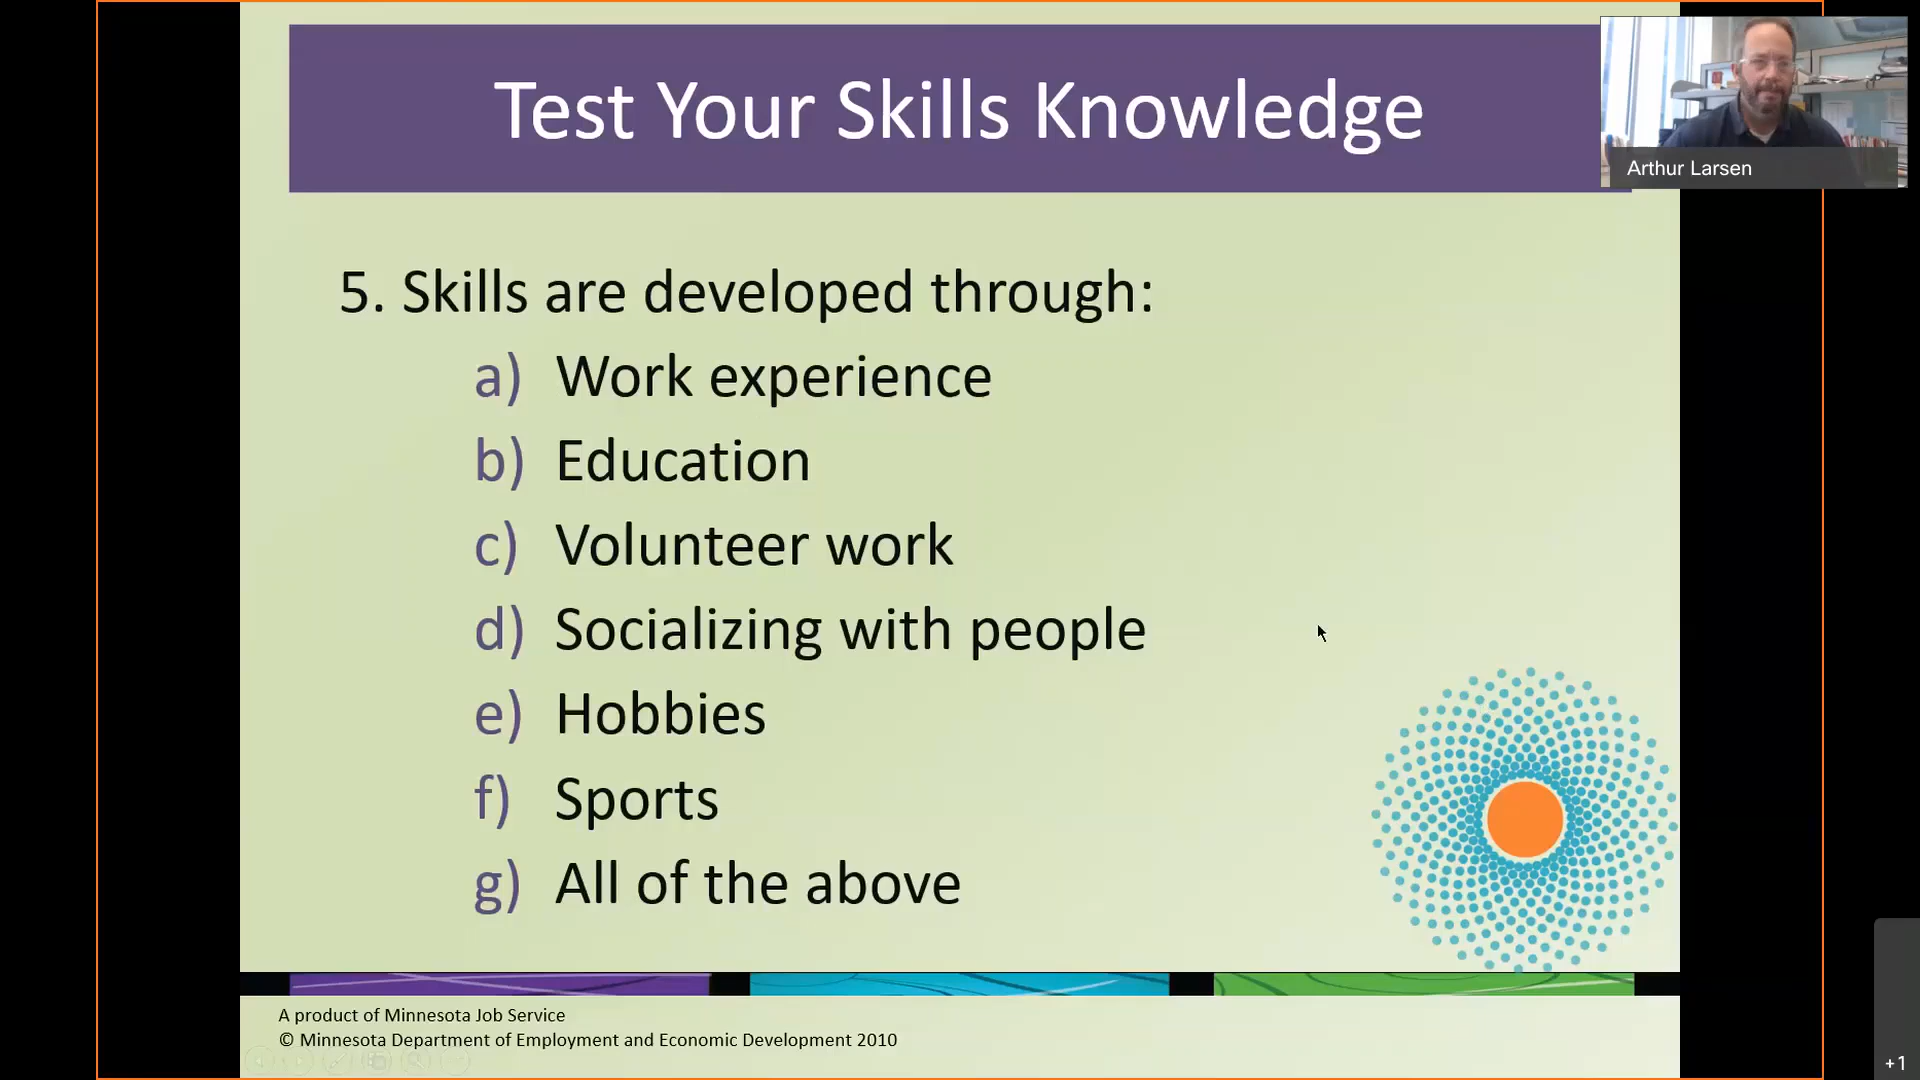 Test Your Skills Knowledge
Arthur Larsen
5. Skills are developed through:
a) Work experience
b) Education
c) Volunteer work
d) Socializing with people
e) Hobbies
f) Sports
g) All of the above
A product of Minnesota Job Service
© Minnesota Department of Employment and Economic Development 2010
+1